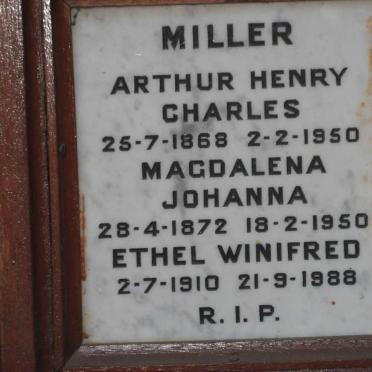 MILLER
ARTHUR HENRY
CHARLES
25-7-1868 2-2-1950
MAGDALENA
JOHANNA
28-4-1872 18-2-1950
ETHEL WINIFRED
2-7-1910 21-9-1988
R. I. P.